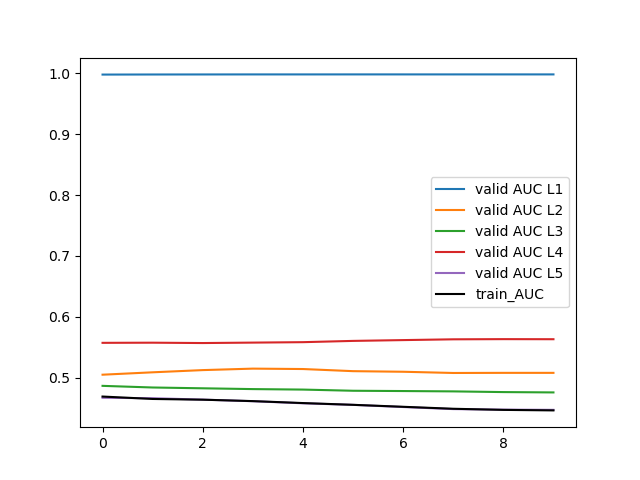 1.0
0.9
0.8
0.7
0.6
0.5
0
2
4
6
8
valid AUC L1
valid AUC L2
valid AUC L3
valid AUC L4
valid AUC L5
train_AUC